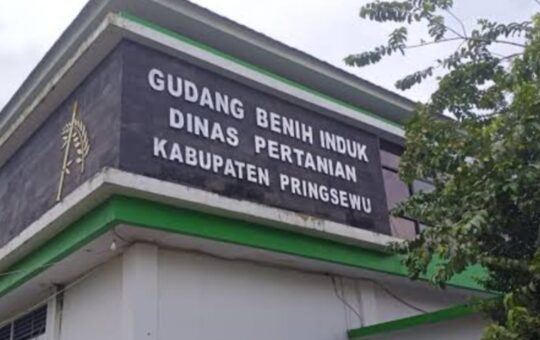 GUDANG BENIH INDUK
DINAS PERTANIAN
KABUPATEN PRINGSEWU